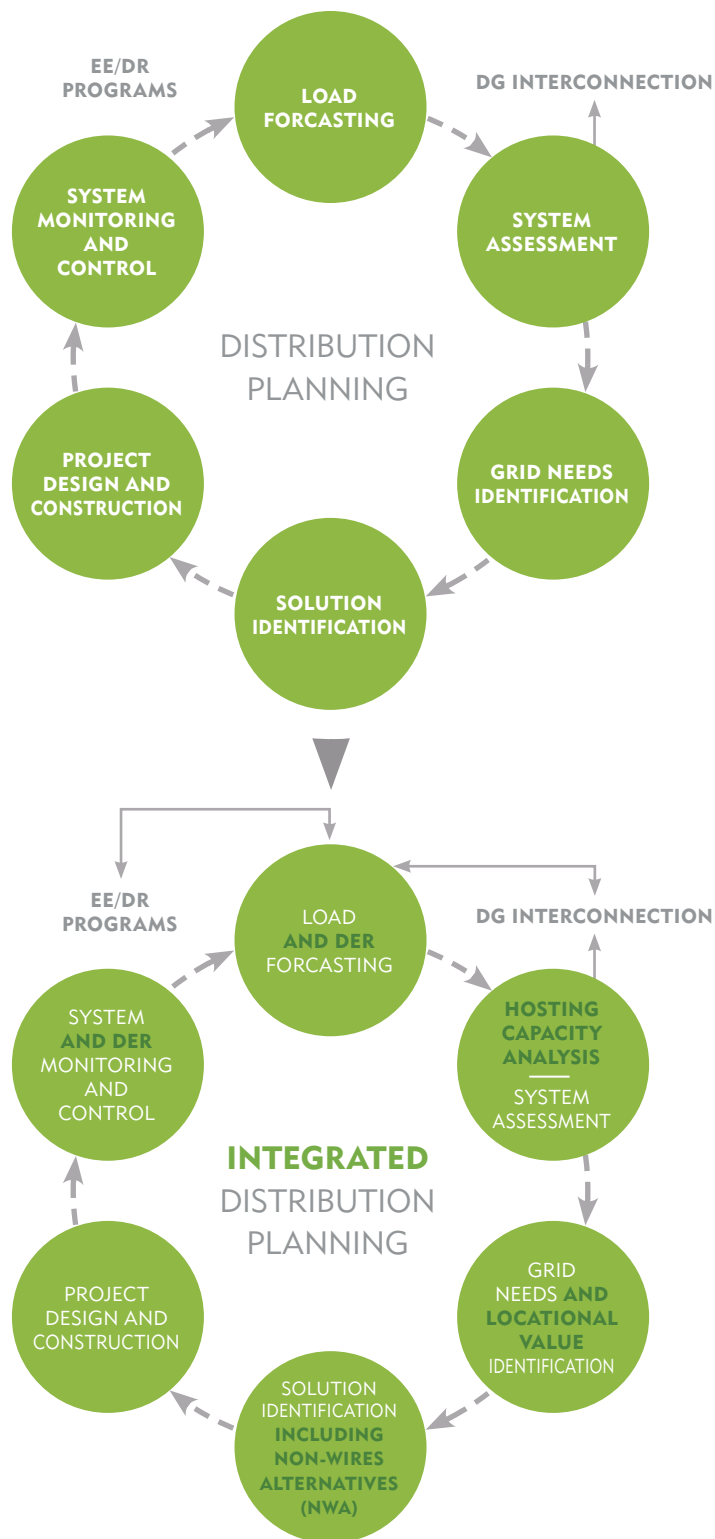 EE/DR
PROGRAMS
LOAD
FORCASTING
DG INTERCONNECTION
SYSTEM
ASSESSMENT
GRID NEEDS
IDENTIFICATION
SOLUTION
IDENTIFICATION
PROJECT
DESIGN AND
CONSTRUCTION
SYSTEM
MONITORING
AND
CONTROL
DISTRIBUTION
PLANNING
EE/DR
PROGRAMS
LOAD
AND DER
FORCASTING
DG INTERCONNECTION
HOSTING
CAPACITY
ANALYSIS
SYSTEM
ASSESSMENT
GRID
NEEDS AND
LOCATIONAL
VALUE
IDENTIFICATION
SOLUTION
IDENTIFICATION
INCLUDING
NON-WIRES
ALTERNATIVES
(NWA)
PROJECT
DESIGN AND
CONSTRUCTION
SYSTEM
AND DER
MONITORING
AND
CONTROL
INTEGRATED
DISTRIBUTION
PLANNING